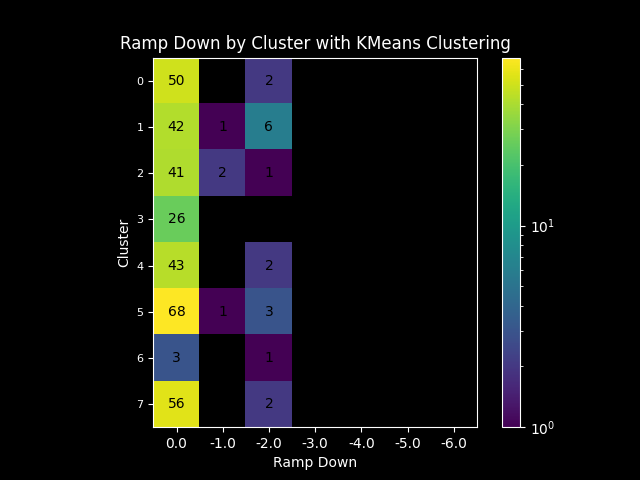 Ramp Down by Cluster with KMeans Clustering
0 50 2
1 42 1 6
2 41 2 1
3 26
4 43 2
5 68 1 3
6 3 1
7 56 2
0.0 -1.0 -2.0 -3.0 -4.0 -5.0 -6.0
Ramp Down
Cluster
10¹
10⁰